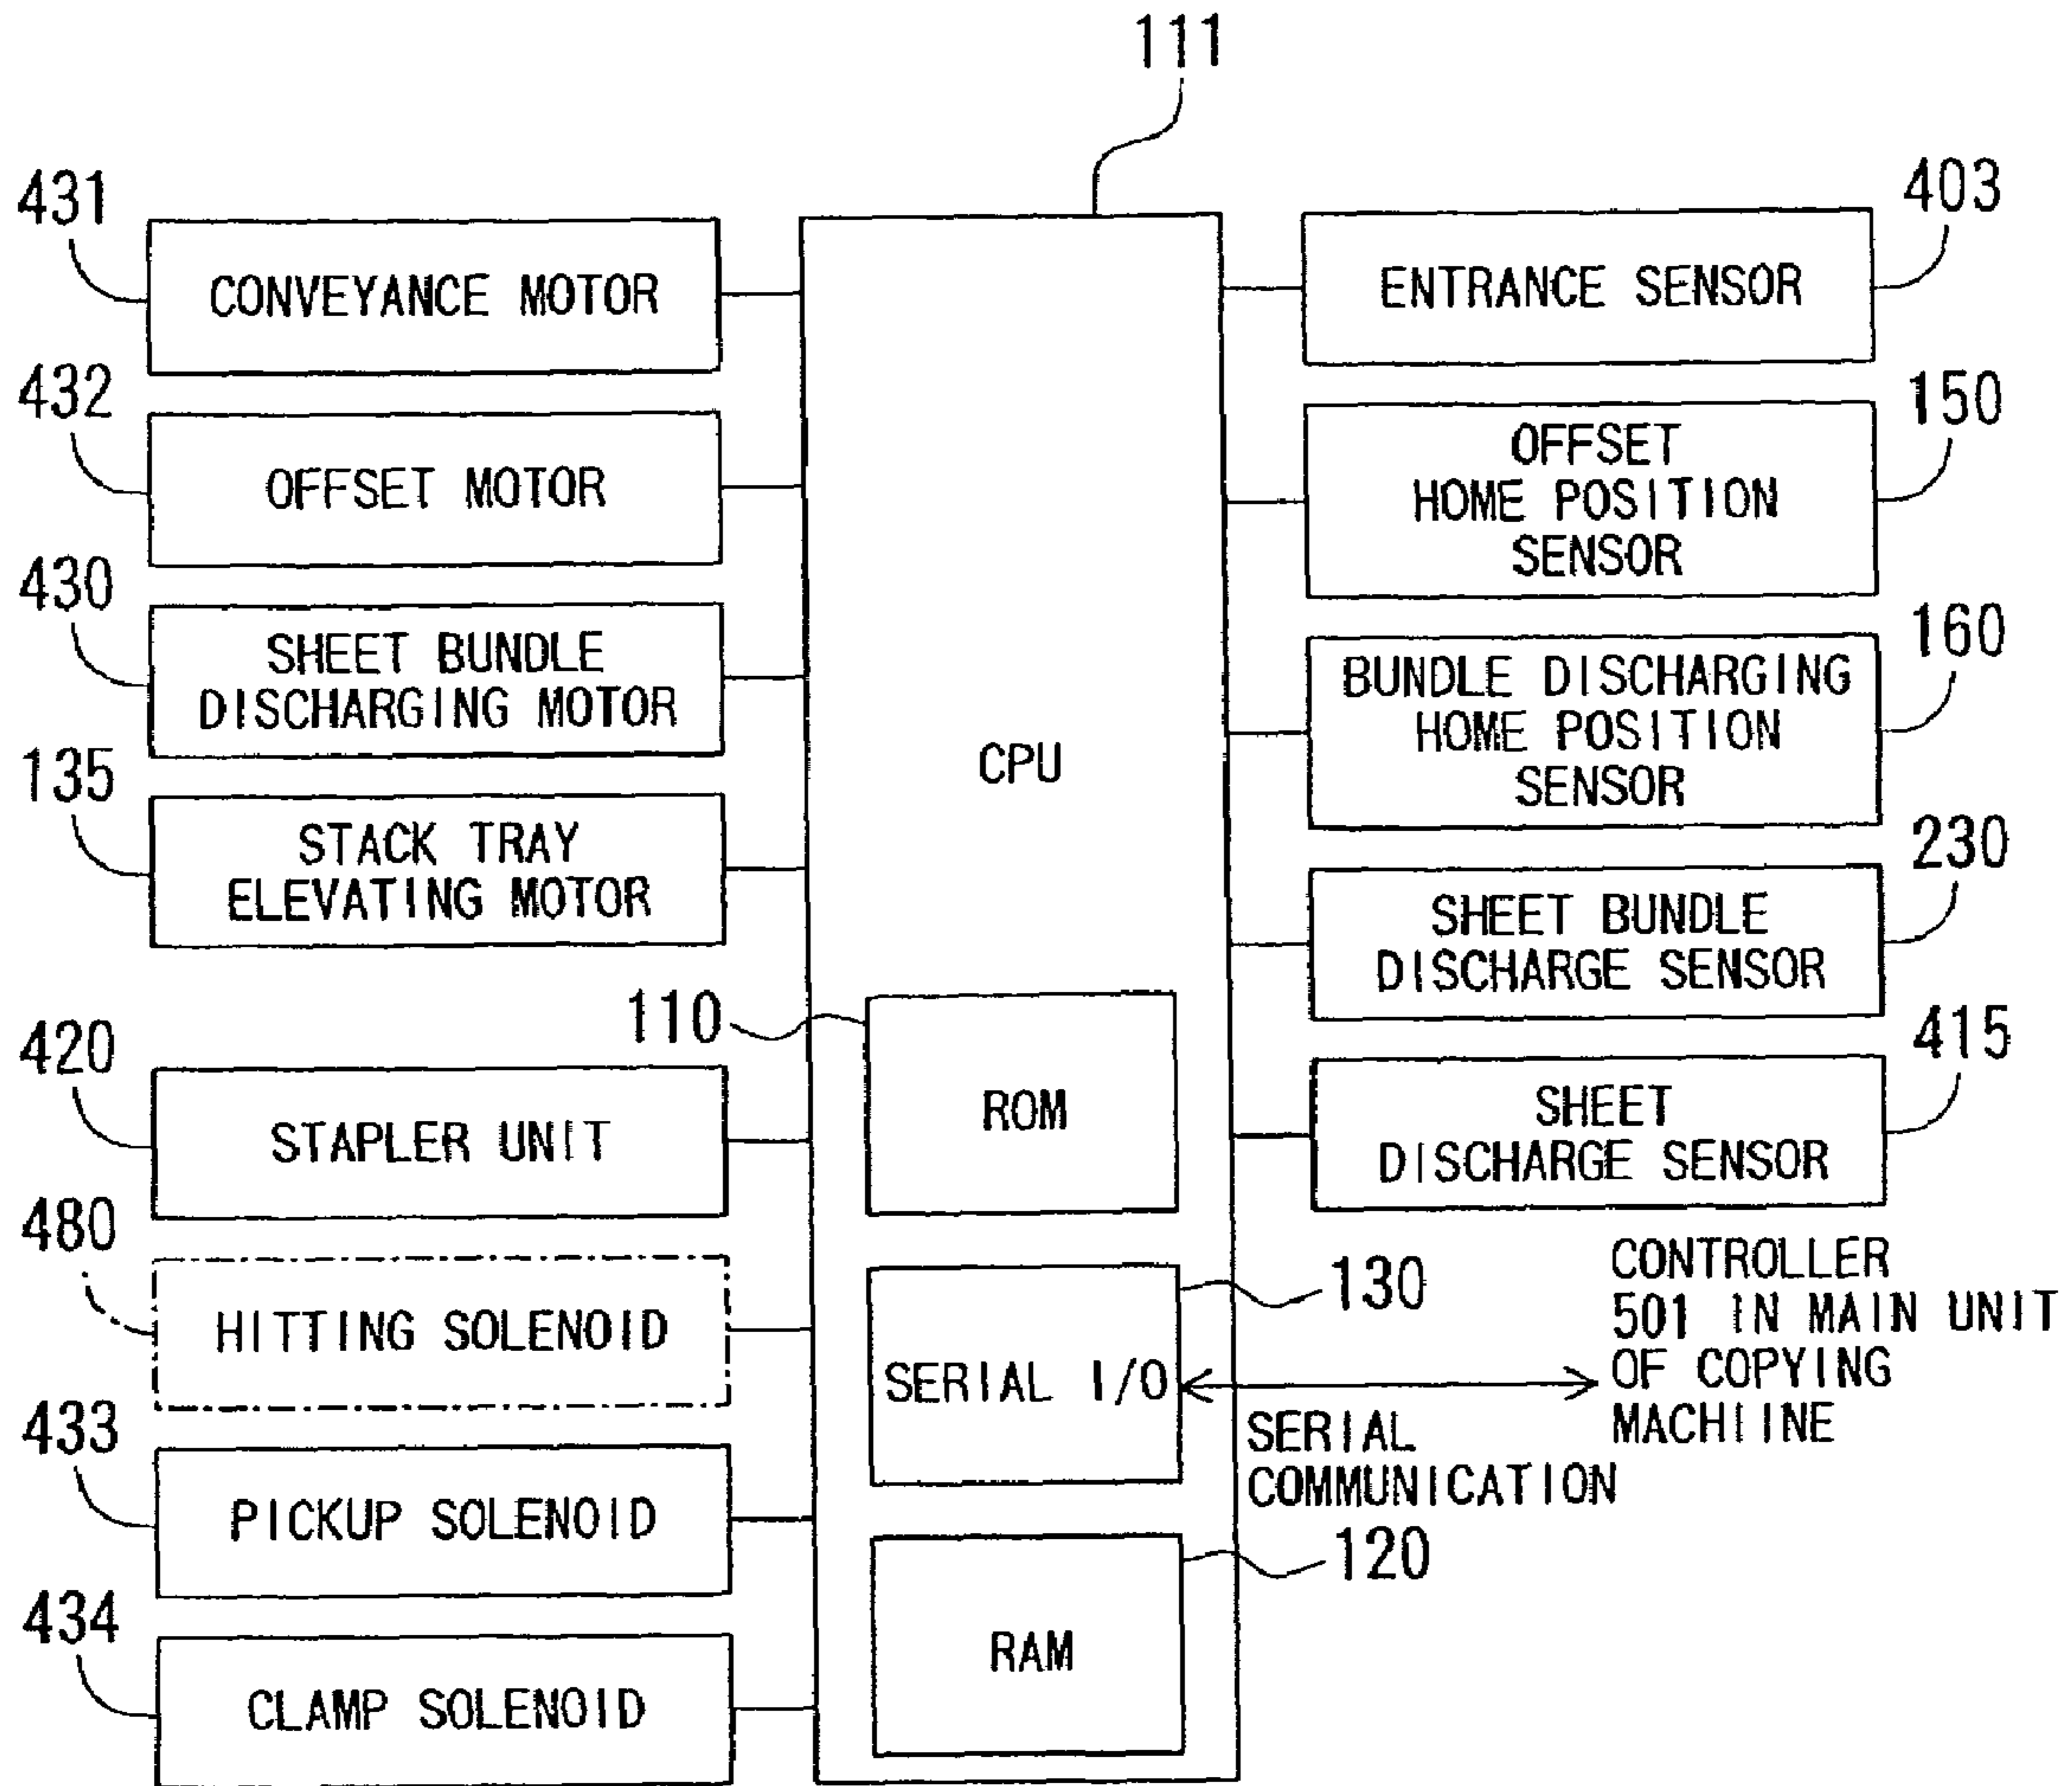 111
431
CONVEYANCE MOTOR
432
OFFSET MOTOR
430
SHEET BUNDLE
DISCHARGING MOTOR
135
STACK TRAY
ELEVATING MOTOR
420
STAPLER UNIT
480
HITTING SOLENOID
433
PICKUP SOLENOID
434
CLAMP SOLENOID
CPU
110
ROM
130
SERIAL I/O
120
RAM
403
ENTRANCE SENSOR
150
OFFSET
HOME POSITION
SENSOR
160
BUNDLE DISCHARGING
HOME POSITION
SENSOR
230
SHEET BUNDLE
DISCHARGE SENSOR
415
SHEET
DISCHARGE SENSOR
CONTROLLER
501 IN MAIN UNIT
OF COPYING
MACHIINE
SERIAL
COMMUNICATION